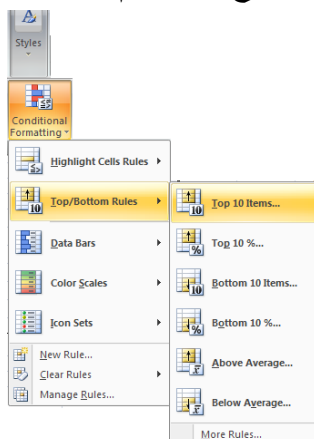 Styles
Conditional
Formatting
Highlight Cells Rules
Top/Bottom Rules
Data Bars
Color Scales
Icon Sets
New Rule...
Clear Rules
Manage Rules...
Top 10 Items...
Top 10 %...
Bottom 10 Items...
Bottom 10 %...
Above Average...
Below Average...
More Rules...